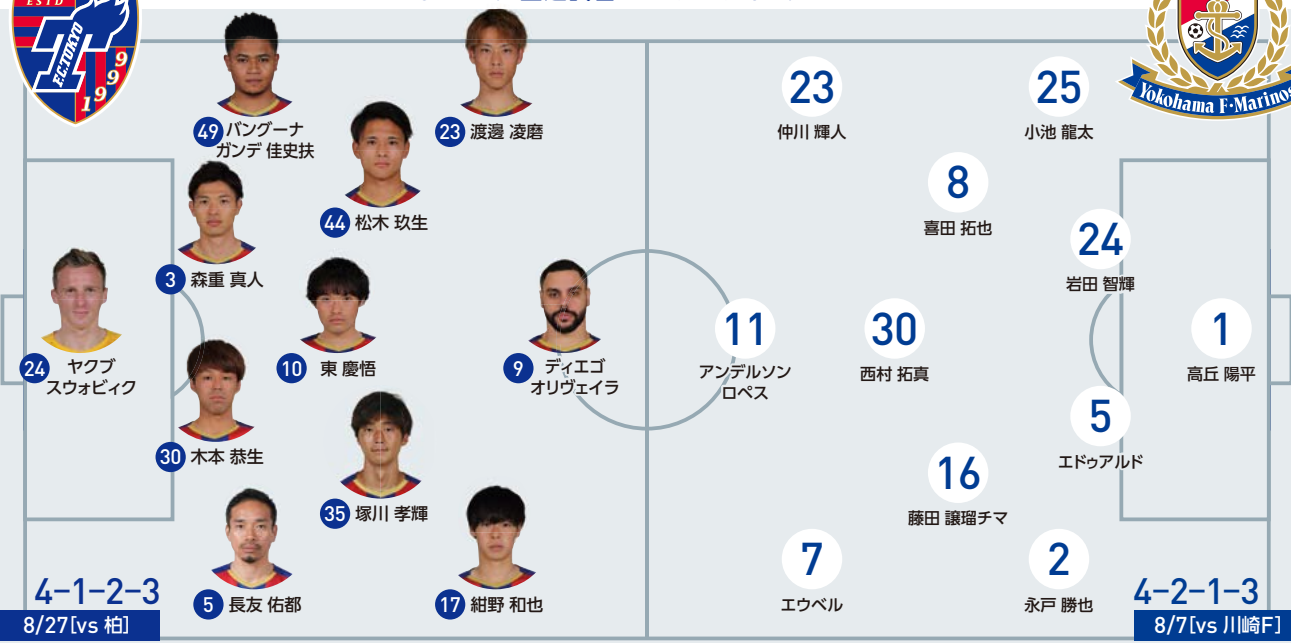 ESTD
F.C.TOKYO
1999
Yokohama F·Marinos
49 バングーナ
ガンデ 佳史扶
23 渡邊 凌磨
44 松木 玖生
3 森重 真人
24 ヤクブ
スウォビィク
10 東 慶悟
9 ディエゴ
オリヴェイラ
30 木本 恭生
35 塚川 孝輝
5 長友 佑都
17 紺野 和也
4-1-2-3
8/27[vs 柏]
23
仲川 輝人
25
小池 龍太
8
喜田 拓也
24
岩田 智輝
11
アンデルソン
ロペス
30
西村 拓真
1
高丘 陽平
5
エドゥアルド
16
藤田 譲瑠チマ
7
エウベル
2
永戸 勝也
4-2-1-3
8/7[vs 川崎F]